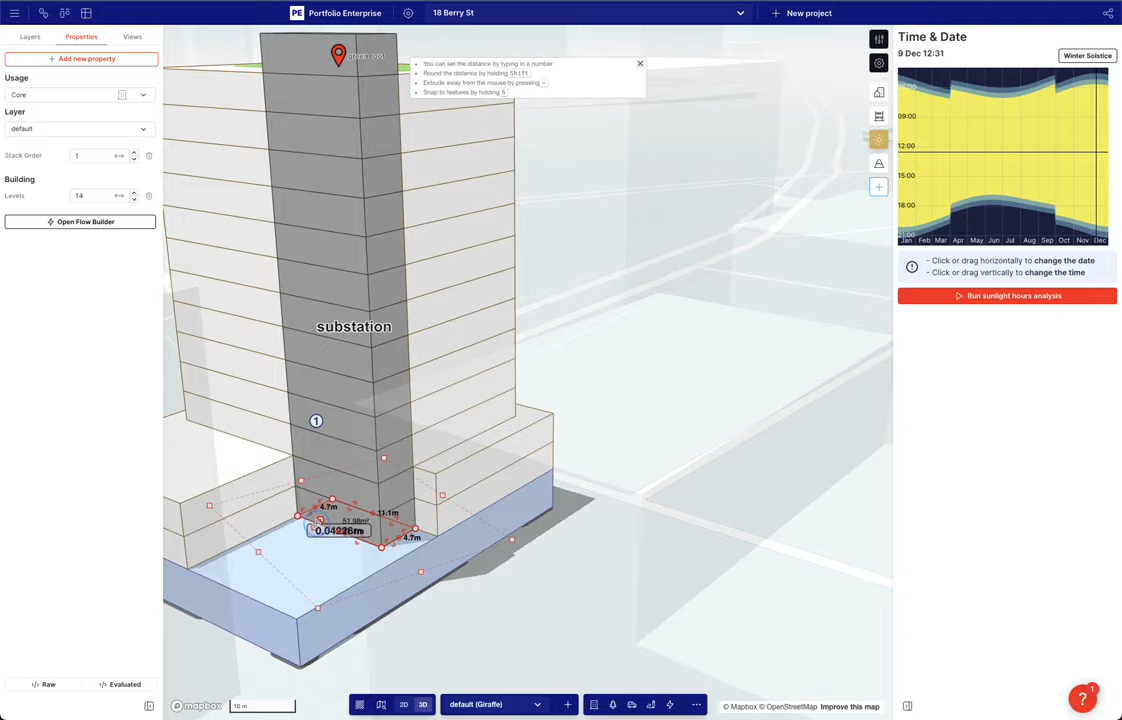 PE Portfolio Enterprise
18 Berry St
New project
Layers
Properties
Views
Add new property
Usage
Core
Layer
default
Stack Order
1
Building
Levels
14
Open Flow Builder
Raw
Evaluated
green roof
You can set the distance by typing in a number
Round the distance by holding Shift
Extrude away from the mouse by pressing -
Snap to features by holding S
substation
1
4.7m
11.1m
51.98m²
4.7m
mapbox
10 m
2D
3D
default (Giraffe)
© Mapbox © OpenStreetMap Improve this map
Time & Date
9 Dec 12:31
Winter Solstice
09:00
12:00
15:00
18:00
21:00
Jan Feb Mar Apr May Jun Jul Aug Sep Oct Nov Dec
- Click or drag horizontally to change the date
- Click or drag vertically to change the time
Run sunlight hours analysis
?
1